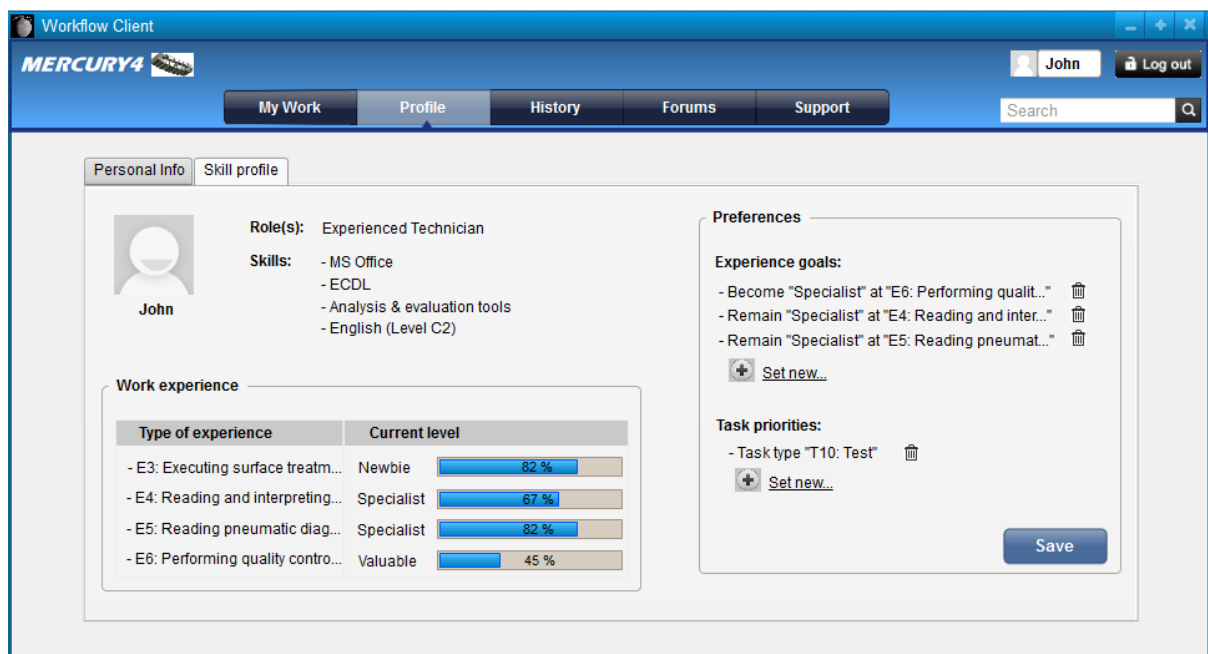 Workflow Client
MERCURY4
John
Log out
My Work Profile History Forums Support
Search
Personal Info Skill profile
John
Role(s): Experienced Technician
Skills: - MS Office
- ECDL
- Analysis & evaluation tools
- English (Level C2)
Work experience
Type of experience Current level
- E3: Executing surface treatm... Newbie 82 %
- E4: Reading and interpreting... Specialist 67 %
- E5: Reading pneumatic diag... Specialist 82 %
- E6: Performing quality contro... Valuable 45 %
Preferences
Experience goals:
- Become "Specialist" at "E6: Performing qualit..."
- Remain "Specialist" at "E4: Reading and inter..."
- Remain "Specialist" at "E5: Reading pneumat..."
Set new...
Task priorities:
- Task type "T10: Test"
Set new...
Save